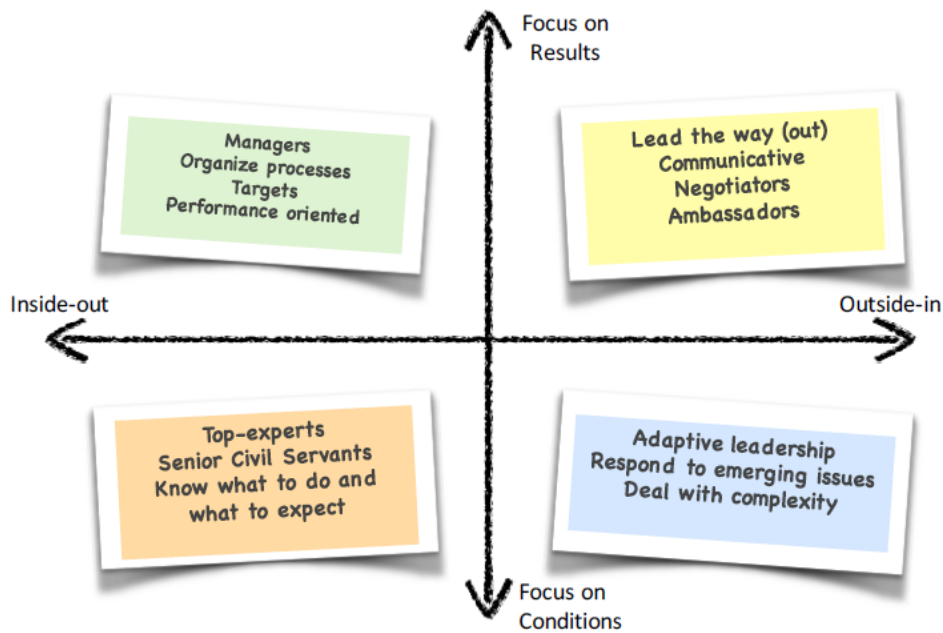 Focus on
Results
Managers
Organize processes
Targets
Performance oriented
Lead the way (out)
Communicative
Negotiators
Ambassadors
Inside-out
Outside-in
Top-experts
Senior Civil Servants
Know what to do and
what to expect
Adaptive leadership
Respond to emerging issues
Deal with complexity
Focus on
Conditions